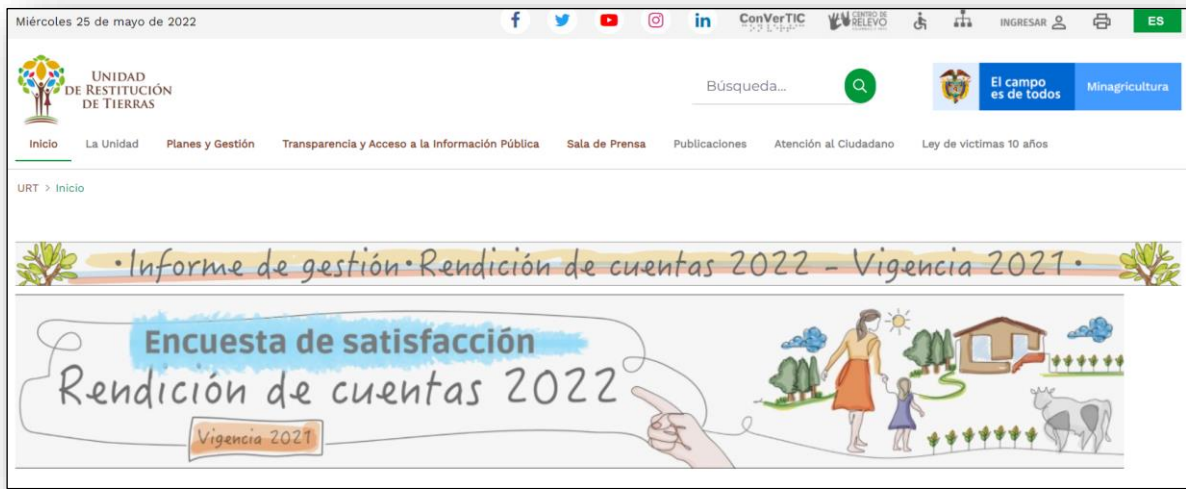 Miércoles 25 de mayo de 2022
ConVerTIC
CENTRO DE
RELEVO
INGRESAR
ES
UNIDAD
DE RESTITUCIÓN
DE TIERRAS
Búsqueda...
El campo
es de todos
Minagricultura
Inicio La Unidad Planes y Gestión Transparencia y Acceso a la Información Pública Sala de Prensa Publicaciones Atención al Ciudadano Ley de victimas 10 años
URT > Inicio
•Informe de gestión•Rendición de cuentas 2022 - Vigencia 2021•
Encuesta de satisfacción
Rendición de cuentas 2022
Vigencia 2021